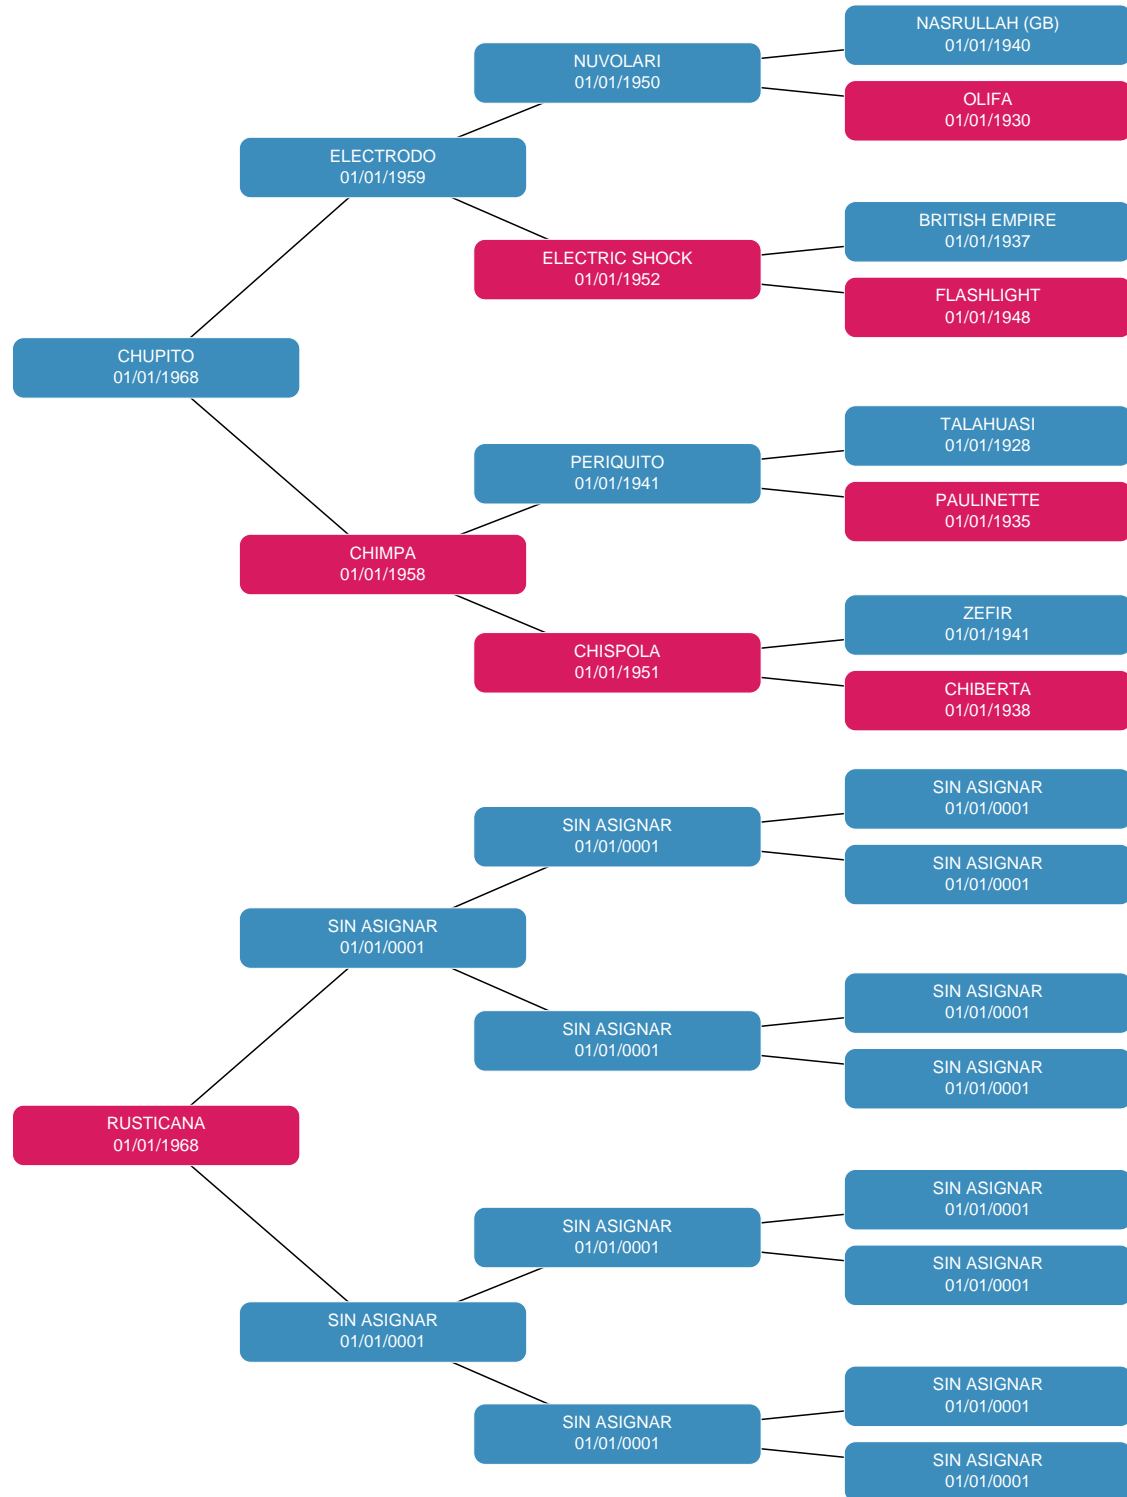 NASRULLAH (GB)
01/01/1940
NUVOLARI
01/01/1950
OLIFA
01/01/1930
ELECTRODO
01/01/1959
BRITISH EMPIRE
01/01/1937
ELECTRIC SHOCK
01/01/1952
FLASHLIGHT
01/01/1948
CHUPITO
01/01/1968
TALAHUASI
01/01/1928
PERIQUITO
01/01/1941
PAULINETTE
01/01/1935
CHIMPA
01/01/1958
ZEFIR
01/01/1941
CHISPOLA
01/01/1951
CHIBERTA
01/01/1938
SIN ASIGNAR
01/01/0001
SIN ASIGNAR
01/01/0001
SIN ASIGNAR
01/01/0001
SIN ASIGNAR
01/01/0001
SIN ASIGNAR
01/01/0001
SIN ASIGNAR
01/01/0001
SIN ASIGNAR
01/01/0001
RUSTICANA
01/01/1968
SIN ASIGNAR
01/01/0001
SIN ASIGNAR
01/01/0001
SIN ASIGNAR
01/01/0001
SIN ASIGNAR
01/01/0001
SIN ASIGNAR
01/01/0001
SIN ASIGNAR
01/01/0001
SIN ASIGNAR
01/01/0001